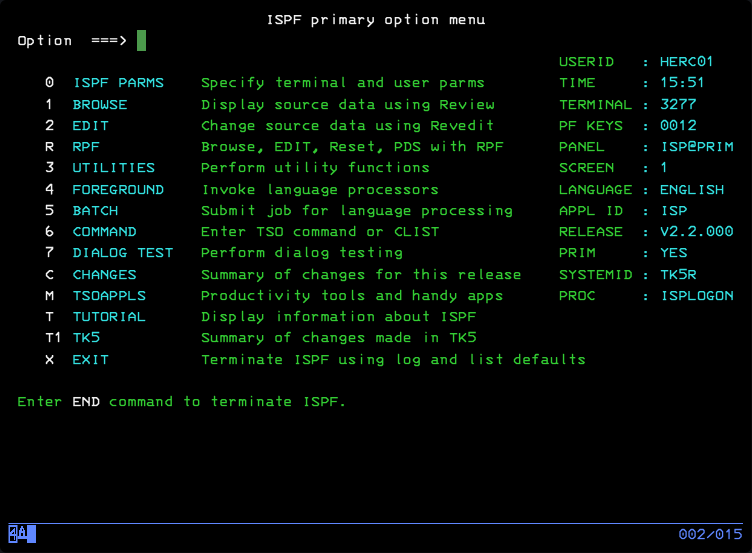 ISPF primary option menu
Option ===>
USERID : HERC01
0 ISPF PARMS Specify terminal and user parms TIME : 15:51
1 BROWSE Display source data using Review TERMINAL : 3277
2 EDIT Change source data using Revedit PF KEYS : 0012
R RPF Browse, EDIT, Reset, PDS with RPF PANEL : ISP@PRIM
3 UTILITIES Perform utility functions SCREEN : 1
4 FOREGROUND Invoke language processors LANGUAGE : ENGLISH
5 BATCH Submit job for language processing APPL ID : ISP
6 COMMAND Enter TSO command or CLIST RELEASE : V2.2.000
7 DIALOG TEST Perform dialog testing PRIM : YES
C CHANGES Summary of changes for this release SYSTEMID : TK5R
M TSOAPPLS Productivity tools and handy apps PROC : ISPLOGON
T TUTORIAL Display information about ISPF
T1 TK5 Summary of changes made in TK5
X EXIT Terminate ISPF using log and list defaults
Enter END command to terminate ISPF.
4A 002/015